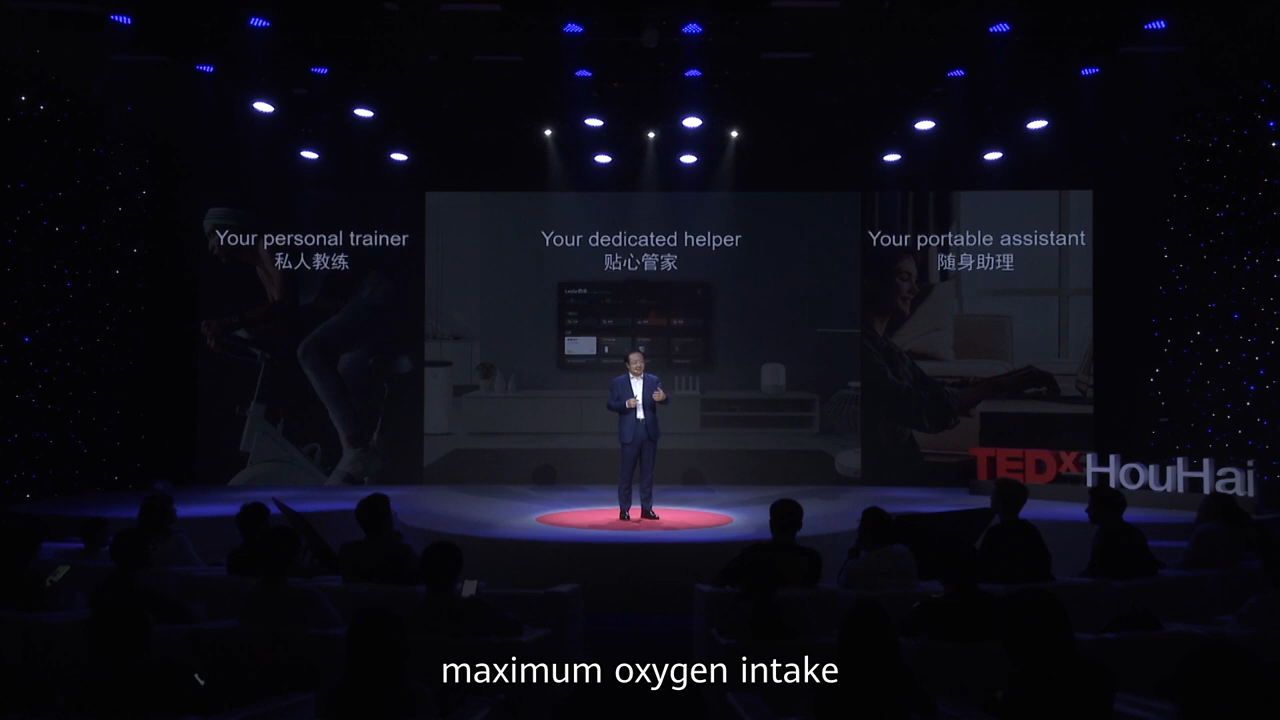 Your personal trainer
私人教练
Your dedicated helper
贴心管家
Your portable assistant
随身助理
TEDx HouHai
maximum oxygen intake